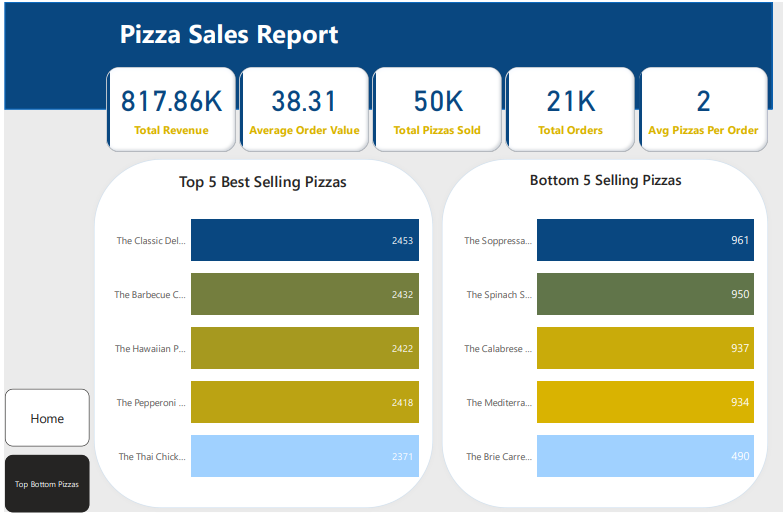 Pizza Sales Report
817.86K
Total Revenue
38.31
Average Order Value
50K
Total Pizzas Sold
21K
Total Orders
2
Avg Pizzas Per Order
Top 5 Best Selling Pizzas
The Classic Del... 2453
The Barbecue C... 2432
The Hawaiian P... 2422
The Pepperoni ... 2418
The Thai Chick... 2371
Bottom 5 Selling Pizzas
The Soppressa... 961
The Spinach S... 950
The Calabrese ... 937
The Mediterra... 934
The Brie Carre... 490
Home
Top Bottom Pizzas